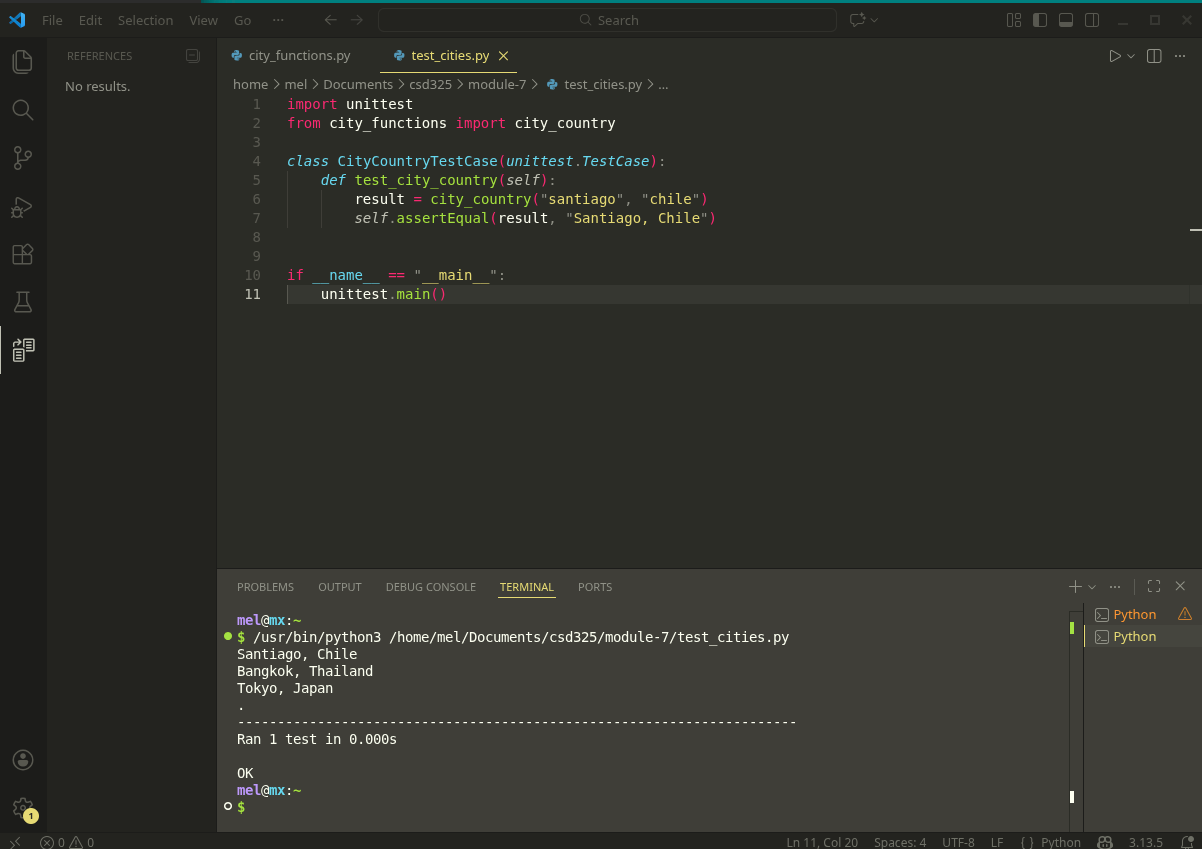 File Edit Selection View Go ··· Search
REFERENCES
No results.
city_functions.py test_cities.py
home > mel > Documents > csd325 > module-7 > test_cities.py > ...
1 import unittest
2 from city_functions import city_country
3
4 class CityCountryTestCase(unittest.TestCase):
5     def test_city_country(self):
6         result = city_country("santiago", "chile")
7         self.assertEqual(result, "Santiago, Chile")
8
9
10 if __name__ == "__main__":
11     unittest.main()
PROBLEMS OUTPUT DEBUG CONSOLE TERMINAL PORTS
mel@mx:~
$ /usr/bin/python3 /home/mel/Documents/csd325/module-7/test_cities.py
Santiago, Chile
Bangkok, Thailand
Tokyo, Japan
.
----------------------------------------------------------------------
Ran 1 test in 0.000s

OK
mel@mx:~
$
Python
Python
1
0 0 Ln 11, Col 20 Spaces: 4 UTF-8 LF { } Python 3.13.5